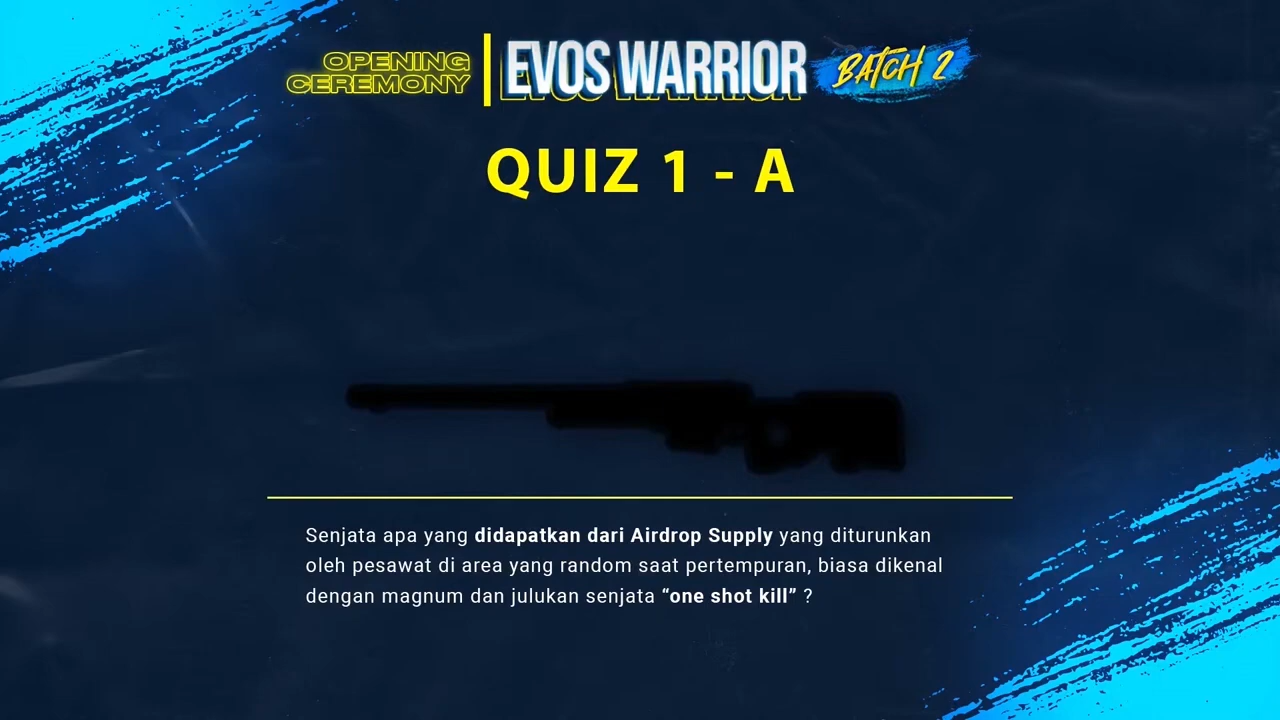 OPENING
CEREMONY
EVOS WARRIOR
BATCH 2
QUIZ 1 - A
Senjata apa yang didapatkan dari Airdrop Supply yang diturunkan
oleh pesawat di area yang random saat pertempuran, biasa dikenal
dengan magnum dan julukan senjata “one shot kill” ?